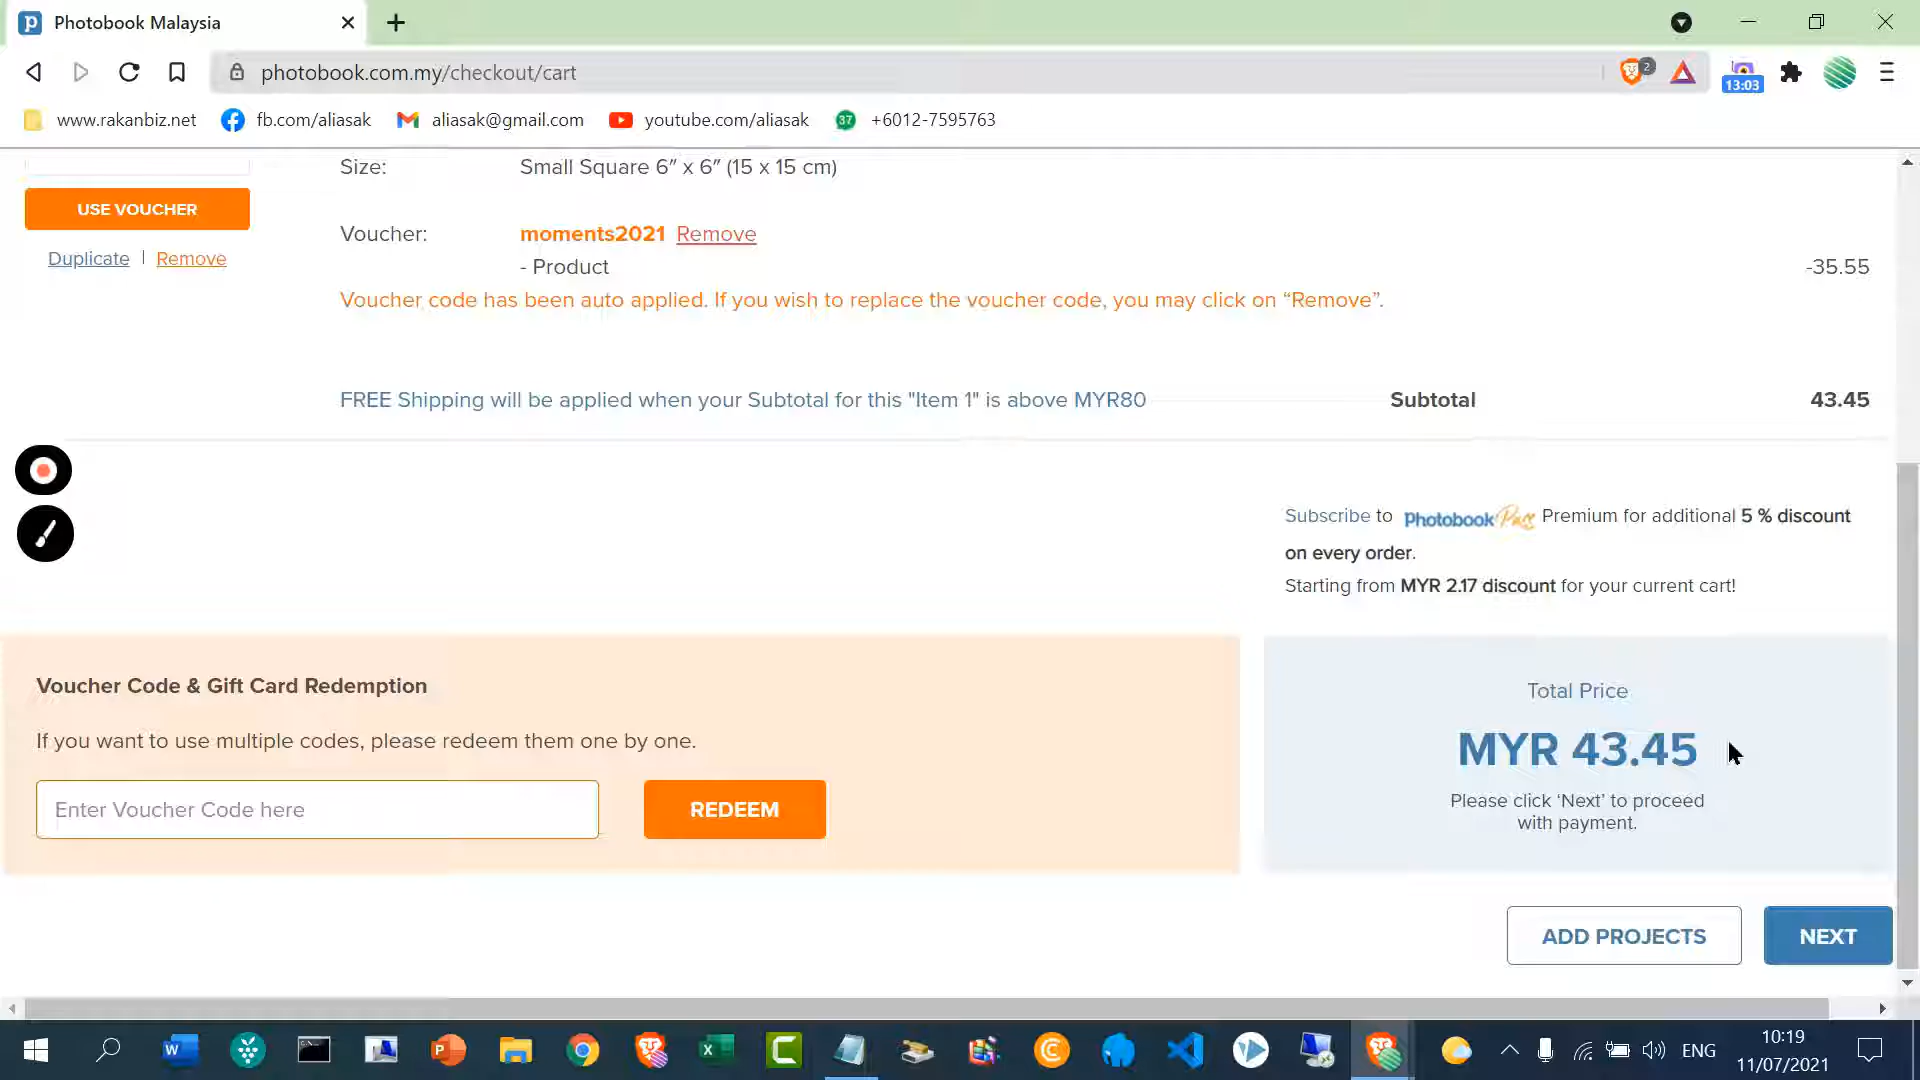 Photobook Malaysia
photobook.com.my/checkout/cart
2
13:03
www.rakanbiz.net
fb.com/aliasak
aliasak@gmail.com
youtube.com/aliasak
37
+6012-7595763
Size: Small Square 6″ x 6″ (15 x 15 cm)
USE VOUCHER
Duplicate | Remove
Voucher: moments2021 Remove
- Product -35.55
Voucher code has been auto applied. If you wish to replace the voucher code, you may click on “Remove”.
FREE Shipping will be applied when your Subtotal for this "Item 1" is above MYR80
Subtotal 43.45
Subscribe to photobook Pass Premium for additional 5 % discount
on every order.
Starting from MYR 2.17 discount for your current cart!
Voucher Code & Gift Card Redemption
If you want to use multiple codes, please redeem them one by one.
Enter Voucher Code here
REDEEM
Total Price
MYR 43.45
Please click ‘Next’ to proceed
with payment.
ADD PROJECTS
NEXT
ENG
10:19
11/07/2021